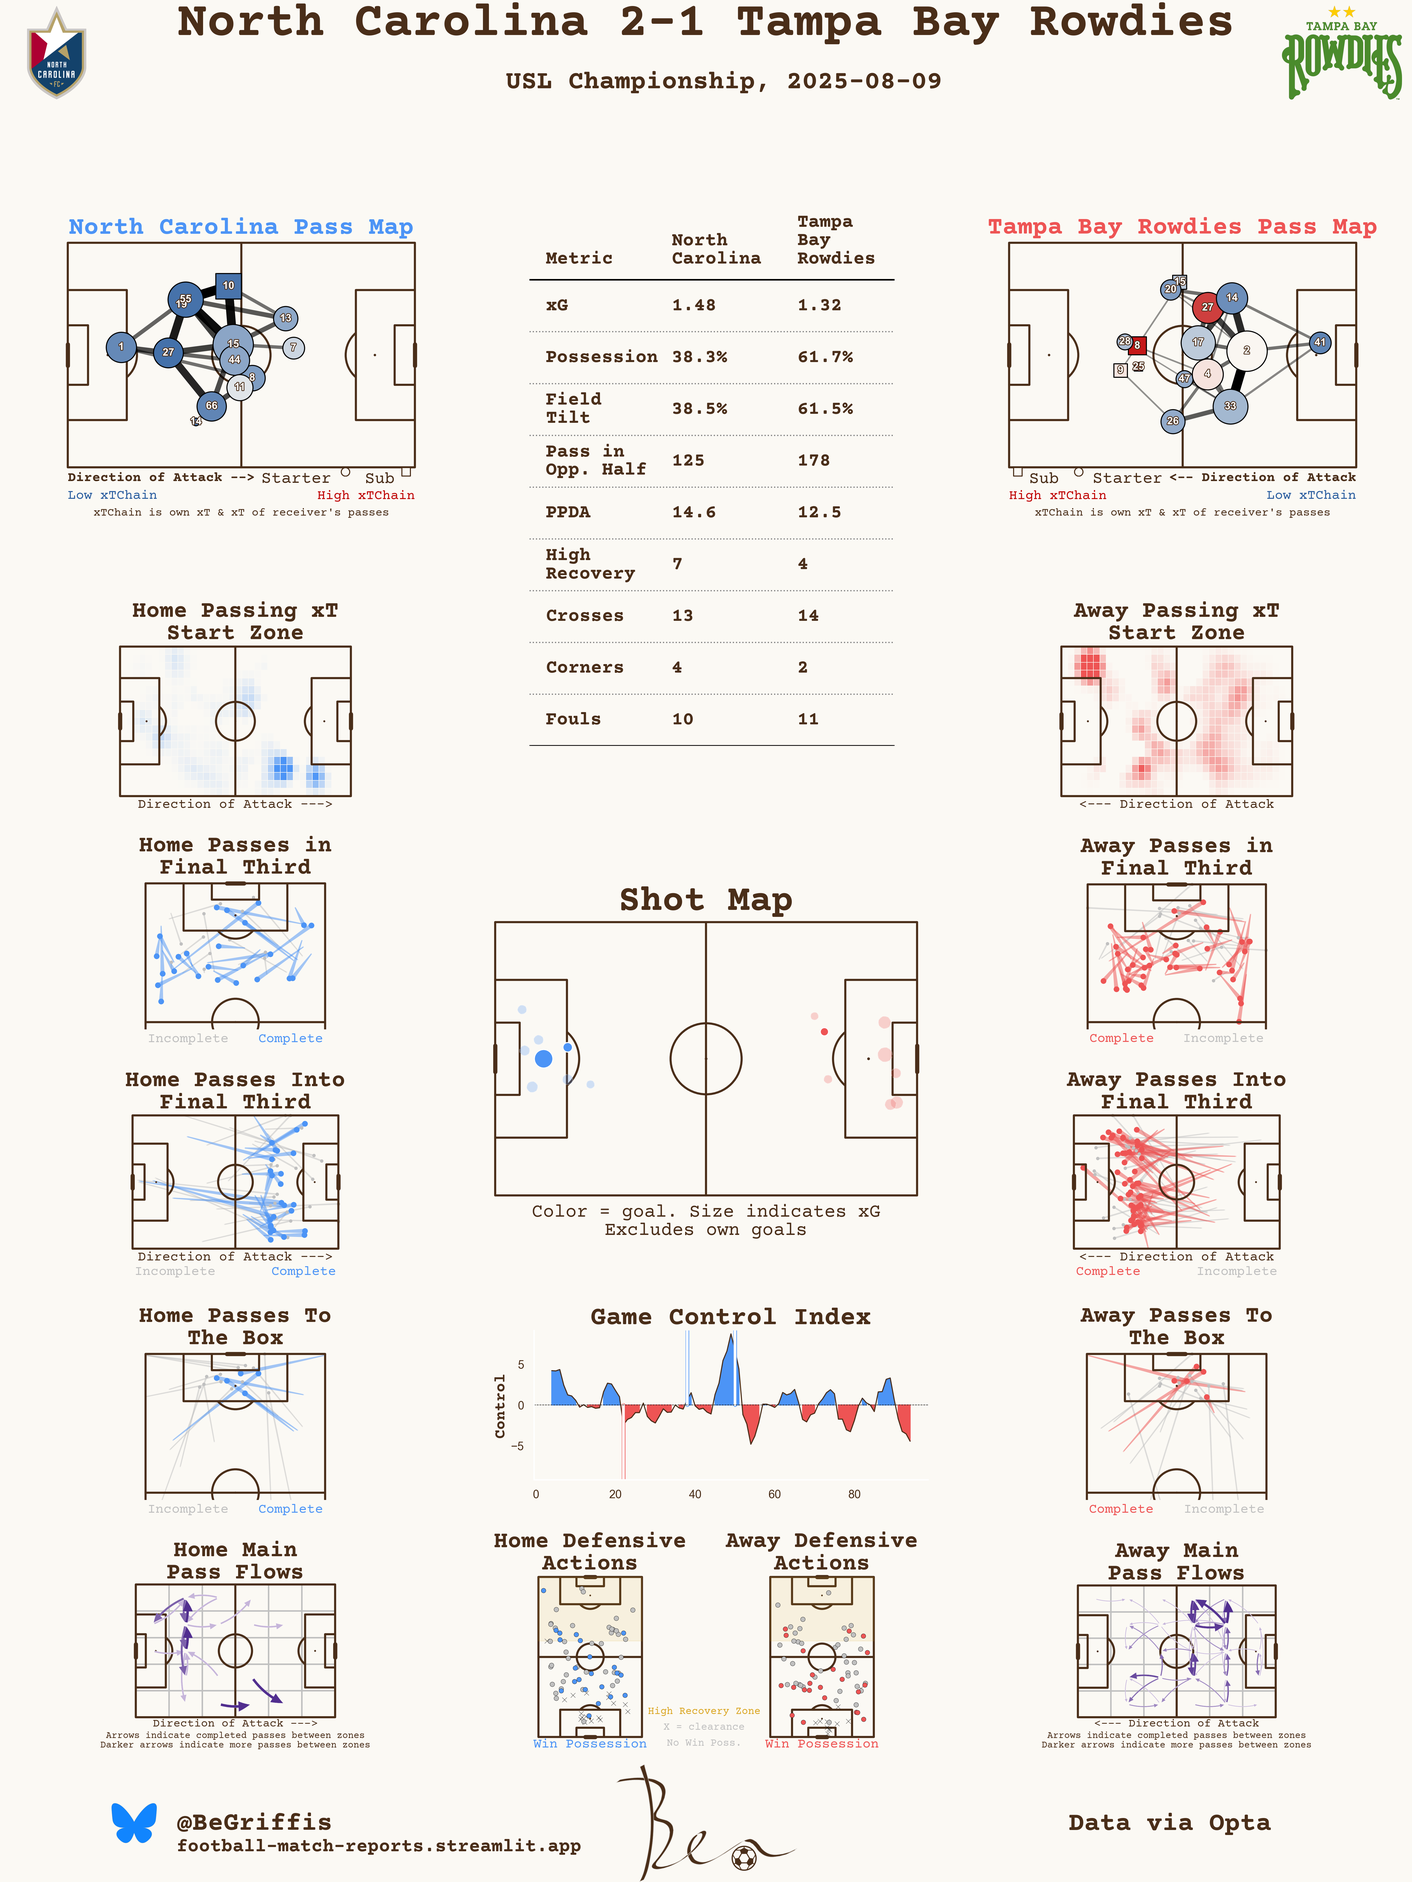 North Carolina 2-1 Tampa Bay Rowdies
USL Championship, 2025-08-09
NORTH
CAROLINA
FC
TAMPA BAY
ROWDIES
North Carolina Pass Map
10
55
19
13
1
27
15
44
7
8
11
66
14
Direction of Attack --> Starter Sub
Low xTChain High xTChain
xTChain is own xT & xT of receiver's passes
Metric North Carolina Tampa Bay Rowdies
xG 1.48 1.32
Possession 38.3% 61.7%
Field Tilt 38.5% 61.5%
Pass in Opp. Half 125 178
PPDA 14.6 12.5
High Recovery 7 4
Crosses 13 14
Corners 4 2
Fouls 10 11
Tampa Bay Rowdies Pass Map
15
20
14
27
28
8
17
2
41
9
25
47
4
33
26
Sub Starter <-- Direction of Attack
High xTChain Low xTChain
xTChain is own xT & xT of receiver's passes
Home Passing xT
Start Zone
Direction of Attack --->
Away Passing xT
Start Zone
<--- Direction of Attack
Home Passes in
Final Third
Incomplete Complete
Away Passes in
Final Third
Complete Incomplete
Shot Map
Color = goal. Size indicates xG
Excludes own goals
Home Passes Into
Final Third
Direction of Attack --->
Incomplete Complete
Away Passes Into
Final Third
<--- Direction of Attack
Complete Incomplete
Home Passes To
The Box
Incomplete Complete
Game Control Index
Control
5
0
−5
0 20 40 60 80
Away Passes To
The Box
Complete Incomplete
Home Main
Pass Flows
Direction of Attack --->
Arrows indicate completed passes between zones
Darker arrows indicate more passes between zones
Home Defensive
Actions
Win Possession
High Recovery Zone
X = clearance
No Win Poss.
Away Defensive
Actions
Win Possession
Away Main
Pass Flows
<--- Direction of Attack
Arrows indicate completed passes between zones
Darker arrows indicate more passes between zones
@BeGriffis
football-match-reports.streamlit.app
Ben
Data via Opta